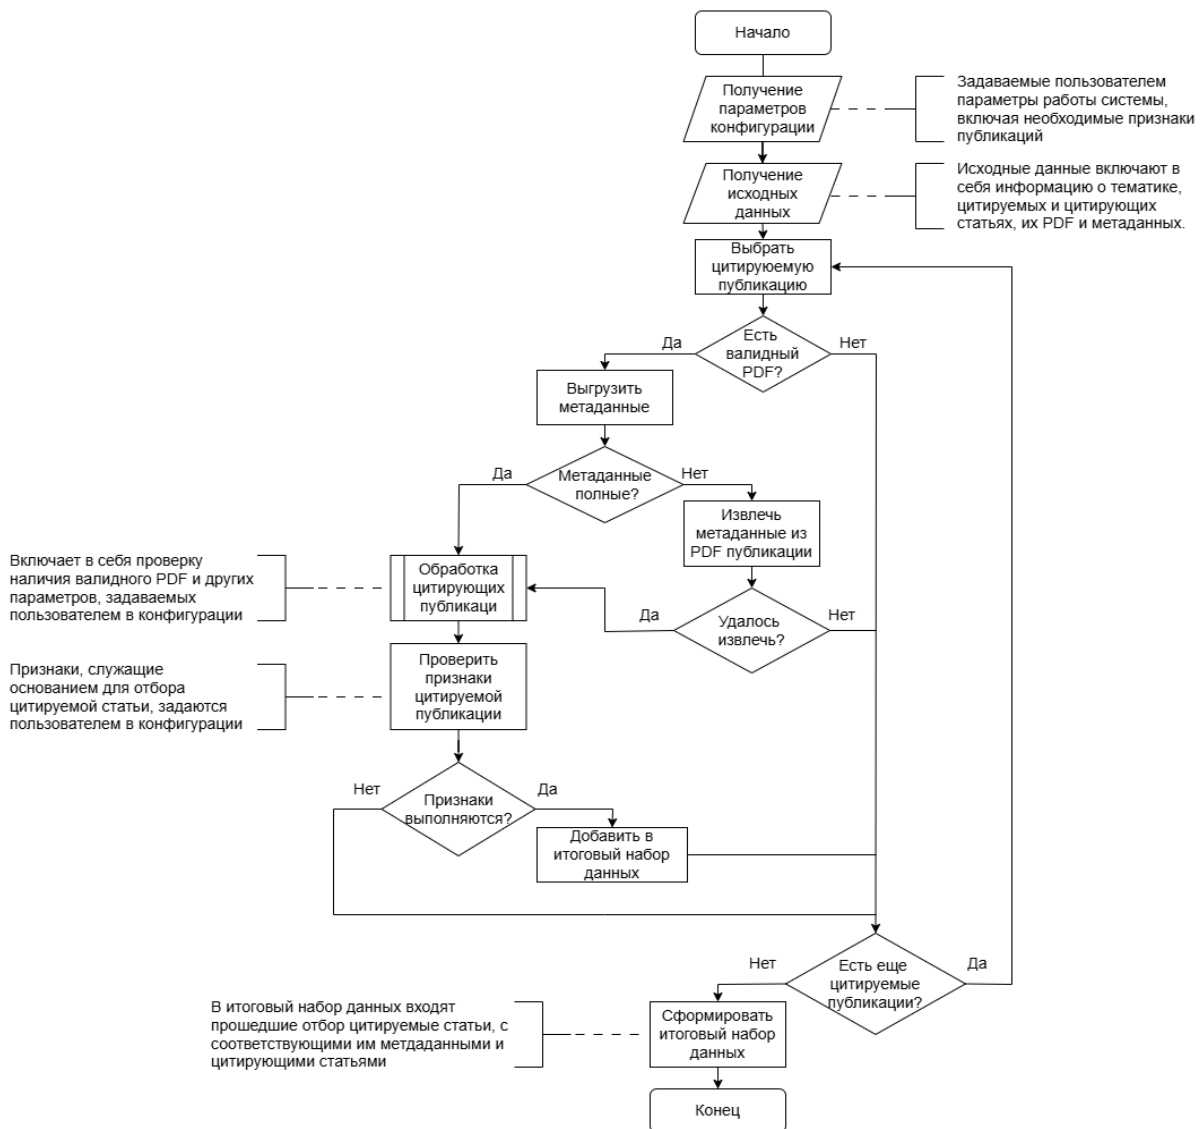 Начало
Получение
параметров
конфигурации
Задаваемые пользователем
параметры работы системы,
включая необходимые признаки
публикаций
Получение
исходных
данных
Исходные данные включают в
себя информацию о тематике,
цитируемых и цитирующих
статьях, их PDF и метаданных.
Выбрать
цитируюемую
публикацию
Есть
валидный
PDF?
Да
Нет
Выгрузить
метаданные
Метаданные
полные?
Да
Нет
Извлечь
метаданные из
PDF публикации
Включает в себя проверку
наличия валидного PDF и других
параметров, задаваемых
пользователем в конфигурации
Обработка
цитирующих
публикаци
Удалось
извлечь?
Да
Нет
Признаки, служащие
основанием для отбора
цитируемой статьи, задаются
пользователем в конфигурации
Проверить
признаки
цитируемой
публикации
Признаки
выполняются?
Нет
Да
Добавить в
итоговый набор
данных
Есть еще
цитируемые
публикации?
Нет
Да
В итоговый набор данных входят
прошедшие отбор цитируемые статьи, с
соответствующими им метдаданными и
цитирующими статьями
Сформировать
итоговый набор
данных
Конец